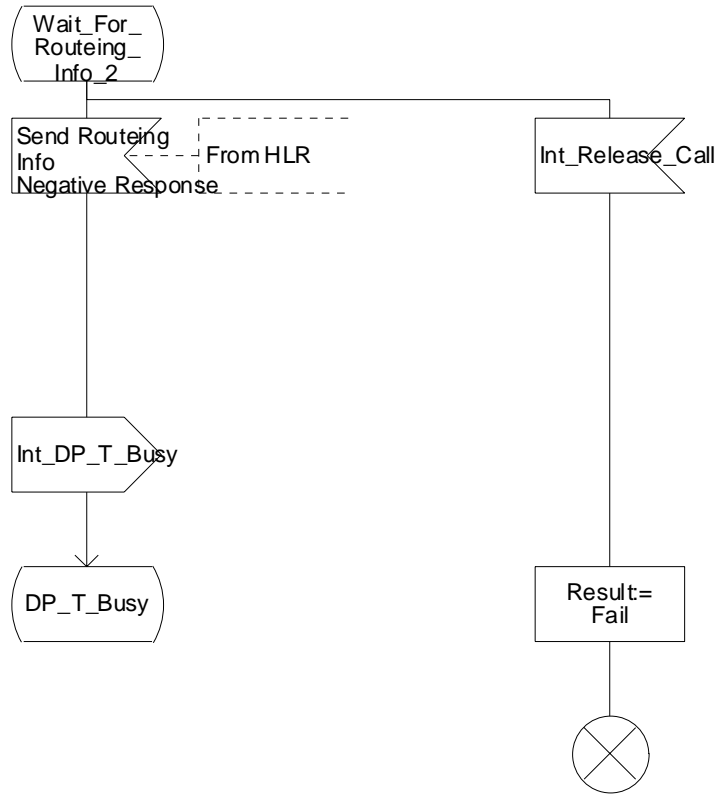 Wait_For_
Routeing_
Info_2
Send Routeing
Info
Negative Response
From HLR
Int_Release_Call
Int_DP_T_Busy
DP_T_Busy
Result:=
Fail